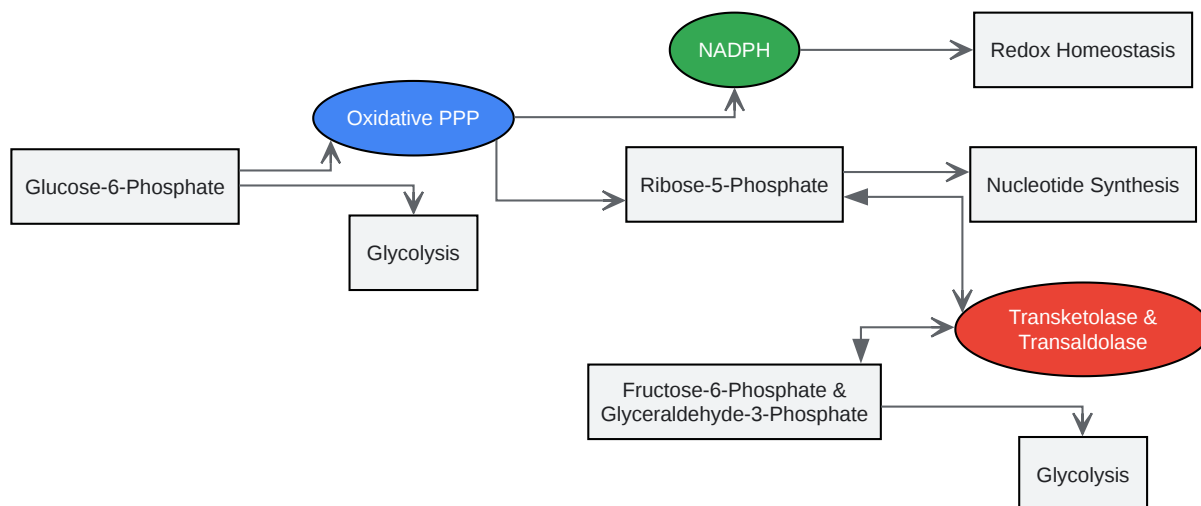 NADPH
Redox Homeostasis
Oxidative PPP
Glucose-6-Phosphate
Ribose-5-Phosphate
Nucleotide Synthesis
Glycolysis
Transketolase &
Transaldolase
Fructose-6-Phosphate &
Glyceraldehyde-3-Phosphate
Glycolysis